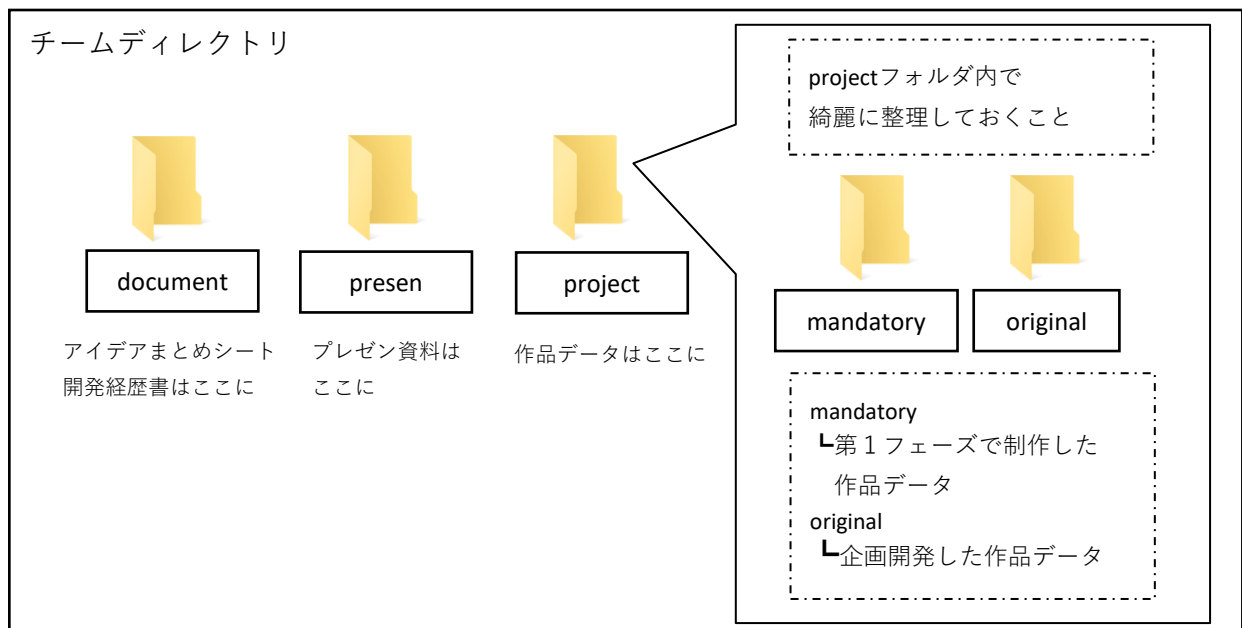 チームディレクトリ
document
アイデアまとめシート
開発経歴書はここに
presen
プレゼン資料は
ここに
project
作品データはここに
projectフォルダ内で
綺麗に整理しておくこと
mandatory
original
mandatory
┗第１フェーズで制作した
作品データ
original
┗企画開発した作品データ